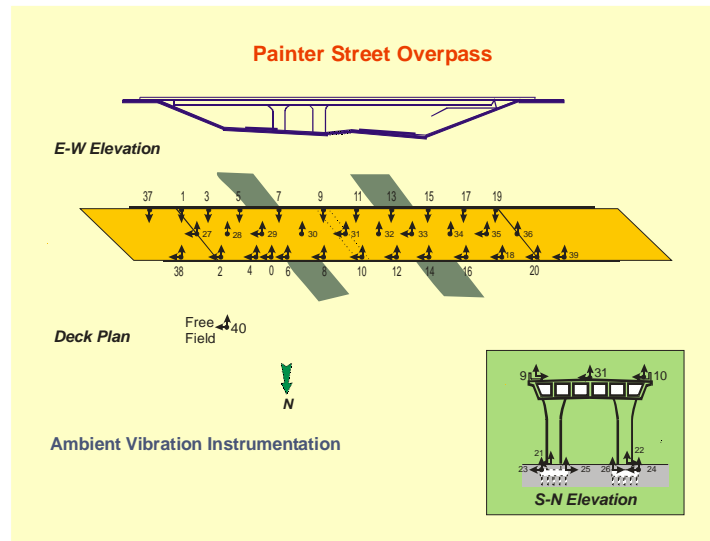 Painter Street Overpass
E-W Elevation
37 1 3 5 7 9 11 13 15 17 19
27 28 29 30 31 32 33 34 35 36
38 2 4 0 6 8 10 12 14 16 18 20 39
Free
Field
40
Deck Plan
N
Ambient Vibration Instrumentation
9 31 10
21 22
23 25 26 24
S-N Elevation